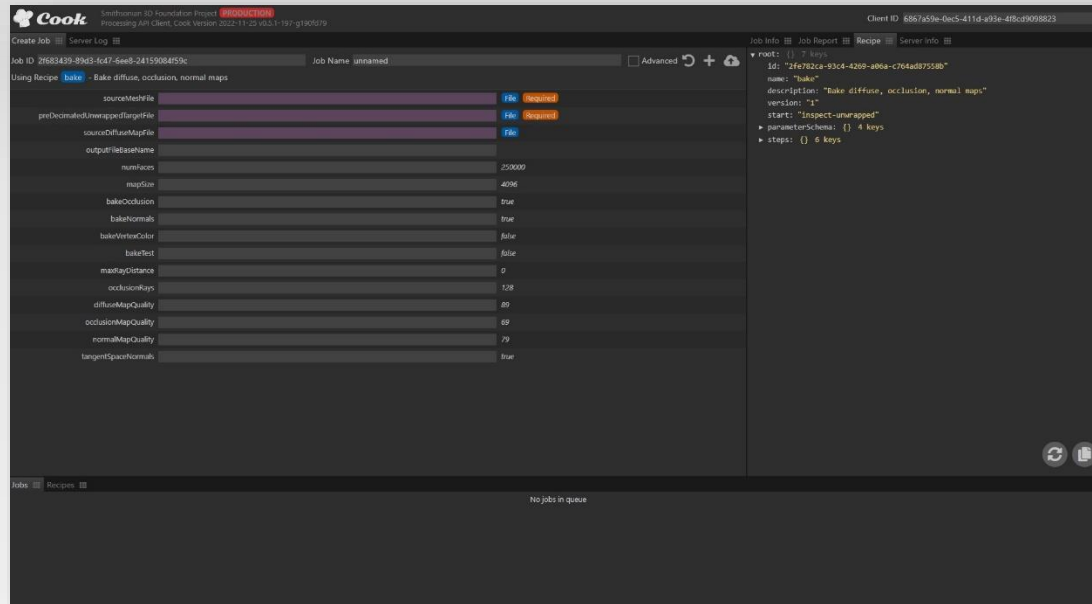 Cook
Smithsonian 3D Foundation Project PRODUCTION
Processing API Client, Cook Version 2022-11-25 v0.5.1-197-g190fd79
Client ID 6867a59e-0ec5-411d-a93e-4f8cd9098823
Create Job Server Log
Job ID 2f683439-89d3-fc47-6ee8-24159084f59c Job Name unnamed Advanced
Using Recipe bake - Bake diffuse, occlusion, normal maps
sourceMeshFile File Required
preDecimatedUnwrappedTargetFile File Required
sourceDiffuseMapFile File
outputFileBaseName
numFaces 250000
mapSize 4096
bakeOcclusion true
bakeNormals true
bakeVertexColor false
bakeTest false
maxRayDistance 0
occlusionRays 128
diffuseMapQuality 89
occlusionMapQuality 69
normalMapQuality 79
tangentSpaceNormals true
Job Info Job Report Recipe Server Info
root: {} 7 keys
id: "2fe782ca-93c4-4269-a06a-c764ad87558b"
name: "bake"
description: "Bake diffuse, occlusion, normal maps"
version: "1"
start: "inspect-unwrapped"
parameterSchema: {} 4 keys
steps: {} 6 keys
Jobs Recipes
No jobs in queue